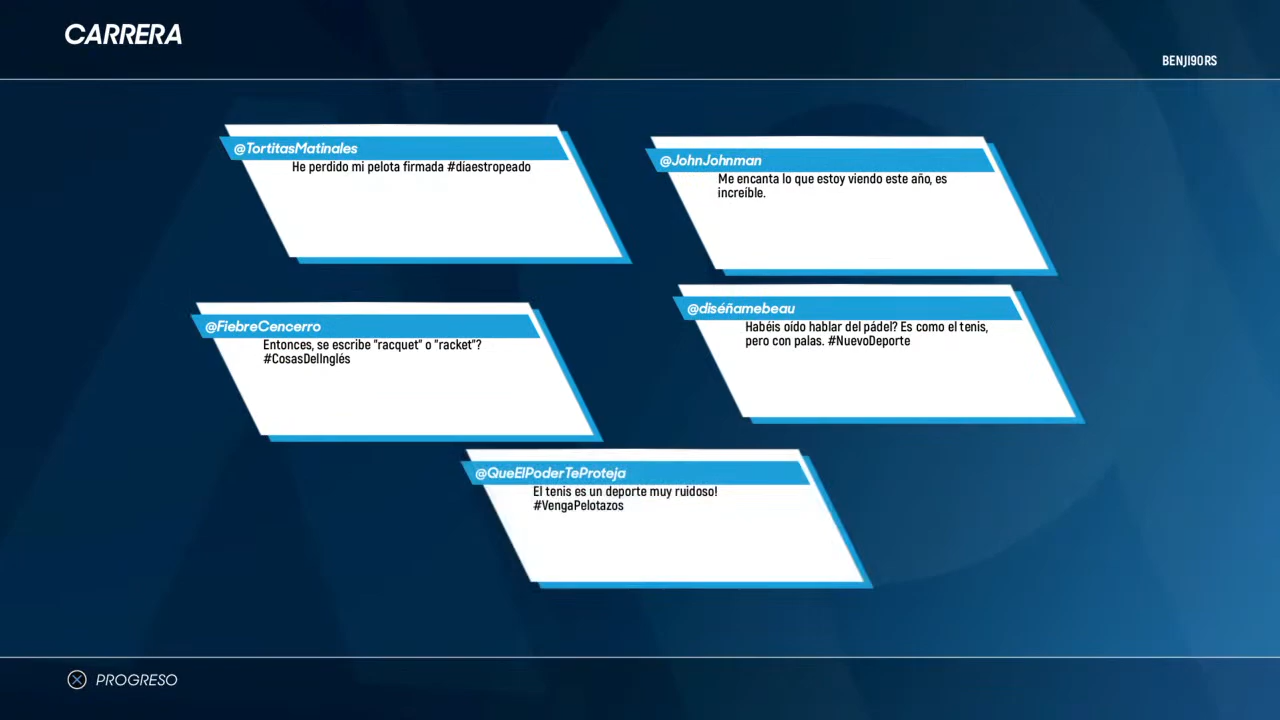 CARRERA
BENJI90RS
@TortitasMatinales
He perdido mi pelota firmada #díaestropeado
@JohnJohnman
Me encanta lo que estoy viendo este año, es
increíble.
@FiebreCencerro
Entonces, se escribe "racquet" o "racket"?
#CosasDelInglés
@diséñamebeau
Habéis oído hablar del pádel? Es como el tenis,
pero con palas. #NuevoDeporte
@QueElPoderTeProteja
El tenis es un deporte muy ruidoso!
#VengaPelotazos
PROGRESO